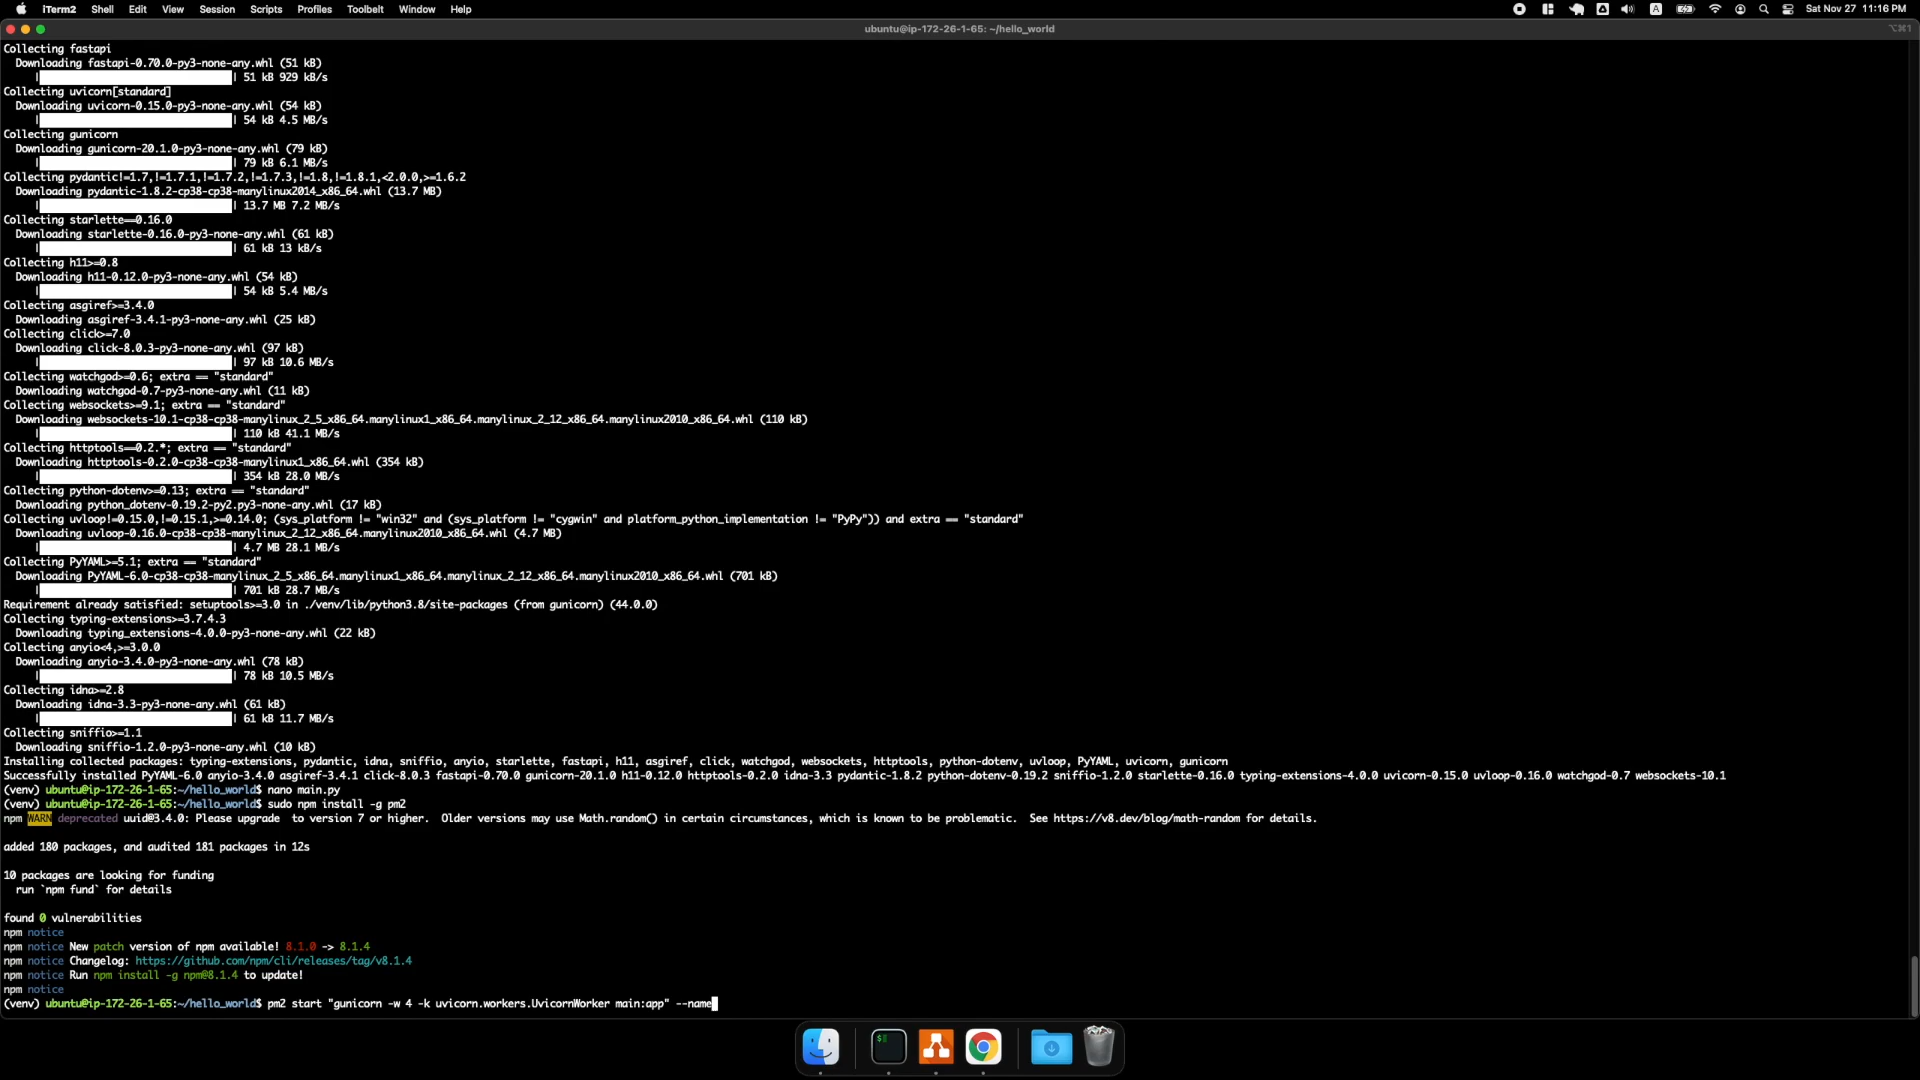 iTerm2 Shell Edit View Session Scripts Profiles Toolbelt Window Help A Sat Nov 27 11:16 PM
ubuntu@ip-172-26-1-65: ~/hello_world ⌥⌘1
Collecting fastapi
Downloading fastapi-0.70.0-py3-none-any.whl (51 kB)
| | 51 kB 929 kB/s
Collecting uvicorn[standard]
Downloading uvicorn-0.15.0-py3-none-any.whl (54 kB)
| | 54 kB 4.5 MB/s
Collecting gunicorn
Downloading gunicorn-20.1.0-py3-none-any.whl (79 kB)
| | 79 kB 6.1 MB/s
Collecting pydantic!=1.7,!=1.7.1,!=1.7.2,!=1.7.3,!=1.8,!=1.8.1,<2.0.0,>=1.6.2
Downloading pydantic-1.8.2-cp38-cp38-manylinux2014_x86_64.whl (13.7 MB)
| | 13.7 MB 7.2 MB/s
Collecting starlette==0.16.0
Downloading starlette-0.16.0-py3-none-any.whl (61 kB)
| | 61 kB 13 kB/s
Collecting h11>=0.8
Downloading h11-0.12.0-py3-none-any.whl (54 kB)
| | 54 kB 5.4 MB/s
Collecting asgiref>=3.4.0
Downloading asgiref-3.4.1-py3-none-any.whl (25 kB)
Collecting click>=7.0
Downloading click-8.0.3-py3-none-any.whl (97 kB)
| | 97 kB 10.6 MB/s
Collecting watchgod>=0.6; extra == "standard"
Downloading watchgod-0.7-py3-none-any.whl (11 kB)
Collecting websockets>=9.1; extra == "standard"
Downloading websockets-10.1-cp38-cp38-manylinux_2_5_x86_64.manylinux1_x86_64.manylinux_2_12_x86_64.manylinux2010_x86_64.whl (110 kB)
| | 110 kB 41.1 MB/s
Collecting httptools==0.2.*; extra == "standard"
Downloading httptools-0.2.0-cp38-cp38-manylinux1_x86_64.whl (354 kB)
| | 354 kB 28.0 MB/s
Collecting python-dotenv>=0.13; extra == "standard"
Downloading python_dotenv-0.19.2-py2.py3-none-any.whl (17 kB)
Collecting uvloop!=0.15.0,!=0.15.1,>=0.14.0; (sys_platform != "win32" and (sys_platform != "cygwin" and platform_python_implementation != "PyPy")) and extra == "standard"
Downloading uvloop-0.16.0-cp38-cp38-manylinux_2_12_x86_64.manylinux2010_x86_64.whl (4.7 MB)
| | 4.7 MB 28.1 MB/s
Collecting PyYAML>=5.1; extra == "standard"
Downloading PyYAML-6.0-cp38-cp38-manylinux_2_5_x86_64.manylinux1_x86_64.manylinux_2_12_x86_64.manylinux2010_x86_64.whl (701 kB)
| | 701 kB 28.7 MB/s
Requirement already satisfied: setuptools>=3.0 in ./venv/lib/python3.8/site-packages (from gunicorn) (44.0.0)
Collecting typing-extensions>=3.7.4.3
Downloading typing_extensions-4.0.0-py3-none-any.whl (22 kB)
Collecting anyio<4,>=3.0.0
Downloading anyio-3.4.0-py3-none-any.whl (78 kB)
| | 78 kB 10.5 MB/s
Collecting idna>=2.8
Downloading idna-3.3-py3-none-any.whl (61 kB)
| | 61 kB 11.7 MB/s
Collecting sniffio>=1.1
Downloading sniffio-1.2.0-py3-none-any.whl (10 kB)
Installing collected packages: typing-extensions, pydantic, idna, sniffio, anyio, starlette, fastapi, h11, asgiref, click, watchgod, websockets, httptools, python-dotenv, uvloop, PyYAML, uvicorn, gunicorn
Successfully installed PyYAML-6.0 anyio-3.4.0 asgiref-3.4.1 click-8.0.3 fastapi-0.70.0 gunicorn-20.1.0 h11-0.12.0 httptools-0.2.0 idna-3.3 pydantic-1.8.2 python-dotenv-0.19.2 sniffio-1.2.0 starlette-0.16.0 typing-extensions-4.0.0 uvicorn-0.15.0 uvloop-0.16.0 watchgod-0.7 websockets-10.1
(venv) ubuntu@ip-172-26-1-65:~/hello_world$ nano main.py
(venv) ubuntu@ip-172-26-1-65:~/hello_world$ sudo npm install -g pm2
npm WARN deprecated uuid@3.4.0: Please upgrade  to version 7 or higher.  Older versions may use Math.random() in certain circumstances, which is known to be problematic.  See https://v8.dev/blog/math-random for details.
added 180 packages, and audited 181 packages in 12s
10 packages are looking for funding
run `npm fund` for details
found 0 vulnerabilities
npm notice
npm notice New patch version of npm available! 8.1.0 -> 8.1.4
npm notice Changelog: https://github.com/npm/cli/releases/tag/v8.1.4
npm notice Run npm install -g npm@8.1.4 to update!
npm notice
(venv) ubuntu@ip-172-26-1-65:~/hello_world$ pm2 start "gunicorn -w 4 -k uvicorn.workers.UvicornWorker main:app" --name